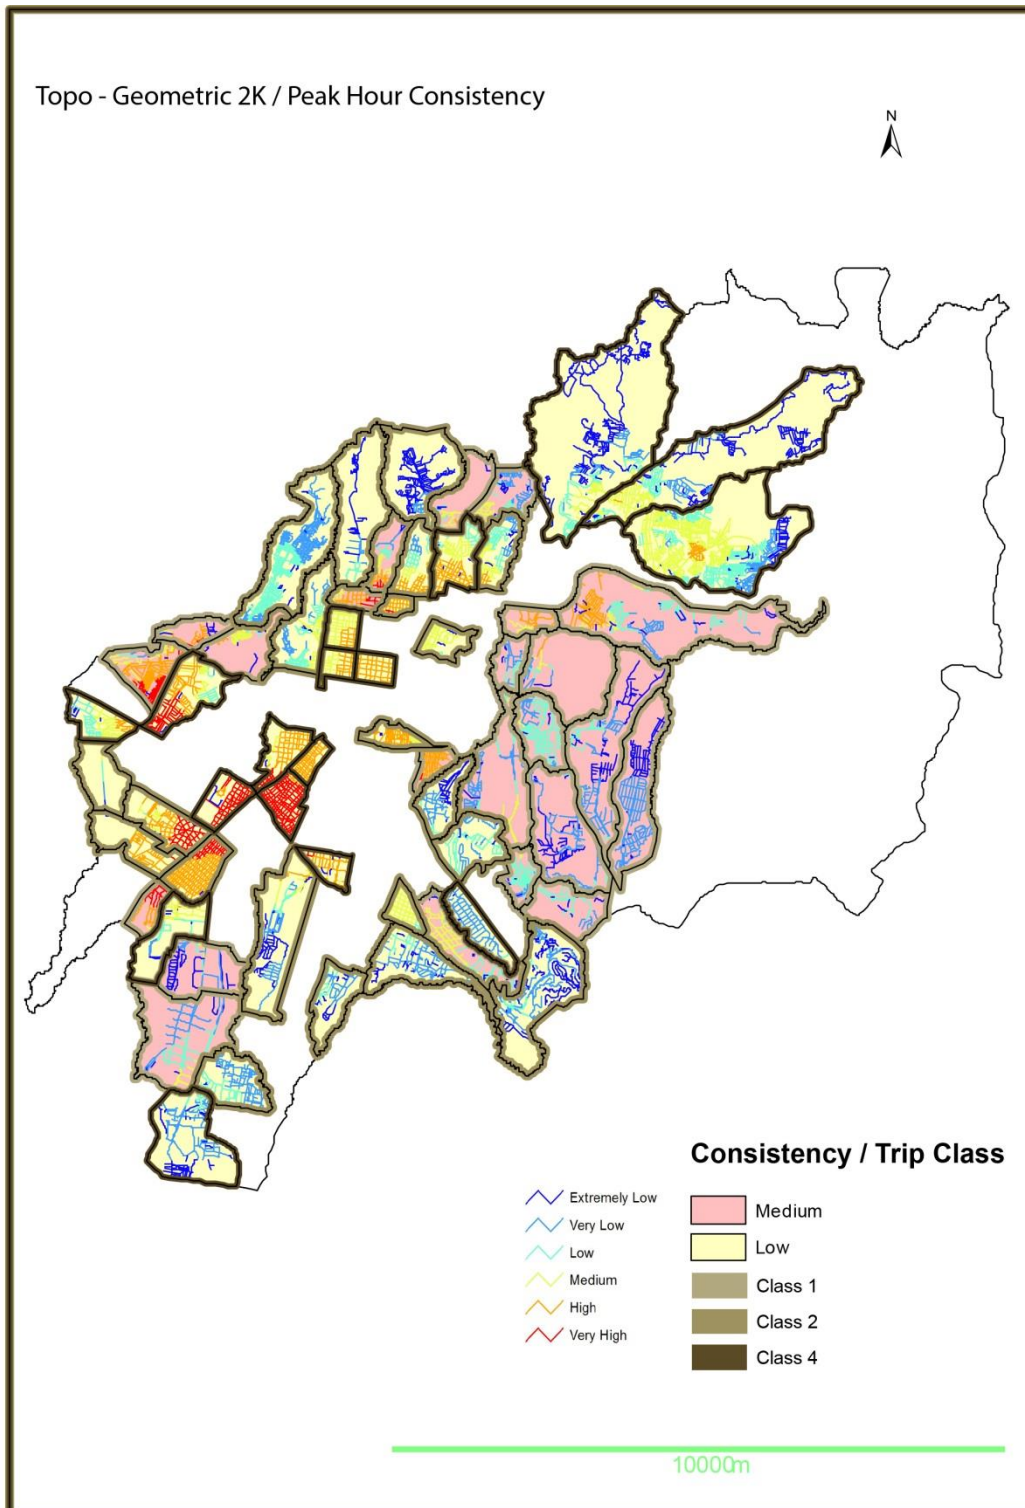 Topo - Geometric 2K / Peak Hour Consistency
N
Consistency / Trip Class
Extremely Low
Very Low
Low
Medium
High
Very High
Medium
Low
Class 1
Class 2
Class 4
10000m